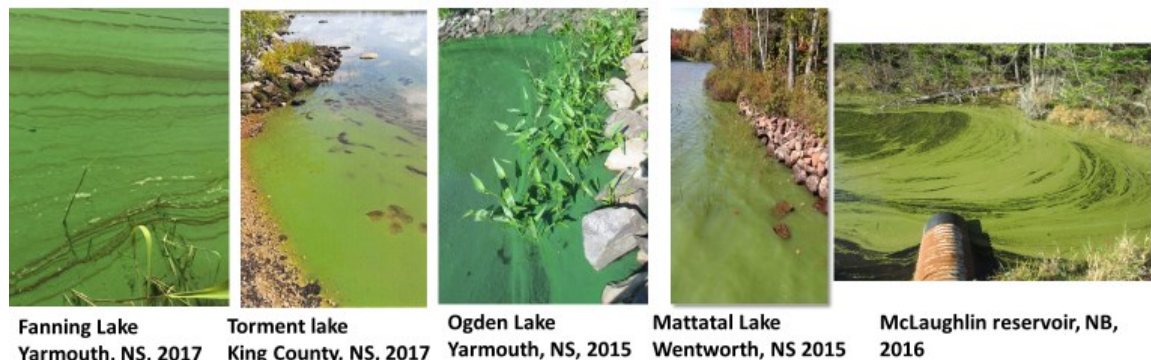 Fanning Lake
Yarmouth, NS, 2017
Torment lake
King County, NS, 2017
Ogden Lake
Yarmouth, NS, 2015
Mattatal Lake
Wentworth, NS 2015
McLaughlin reservoir, NB,
2016